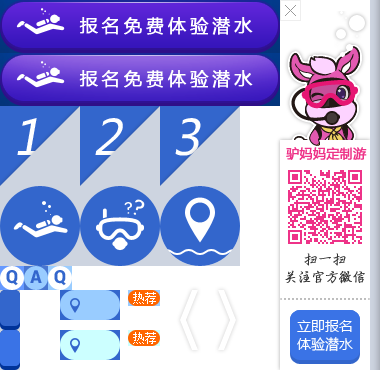 报名免费体验潜水
报名免费体验潜水
1 2 3
??
Q A Q
热荐
热荐
驴妈妈定制游
扫一扫
关注官方微信
立即报名
体验潜水